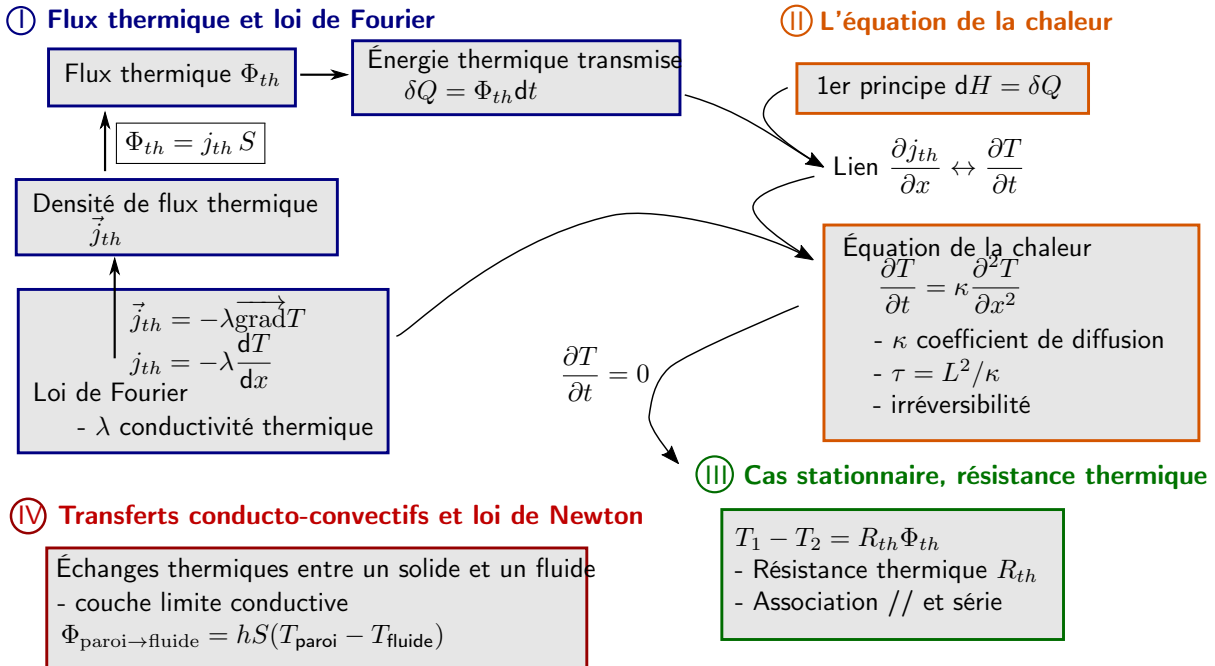 I Flux thermique et loi de Fourier
Flux thermique Φ_th
Énergie thermique transmise
δQ = Φ_th dt
Φ_th = j_th S
Densité de flux thermique
j⃗_th
j⃗_th = −λ grad⃗ T
j_th = −λ dT/dx
Loi de Fourier
- λ conductivité thermique
II L'équation de la chaleur
1er principe dH = δQ
Lien ∂j_th/∂x ↔ ∂T/∂t
Équation de la chaleur
∂T/∂t = κ ∂²T/∂x²
- κ coefficient de diffusion
- τ = L²/κ
- irréversibilité
∂T/∂t = 0
III Cas stationnaire, résistance thermique
T₁ − T₂ = R_th Φ_th
- Résistance thermique R_th
- Association // et série
IV Transferts conducto-convectifs et loi de Newton
Échanges thermiques entre un solide et un fluide
- couche limite conductive
Φ_paroi→fluide = hS(T_paroi − T_fluide)